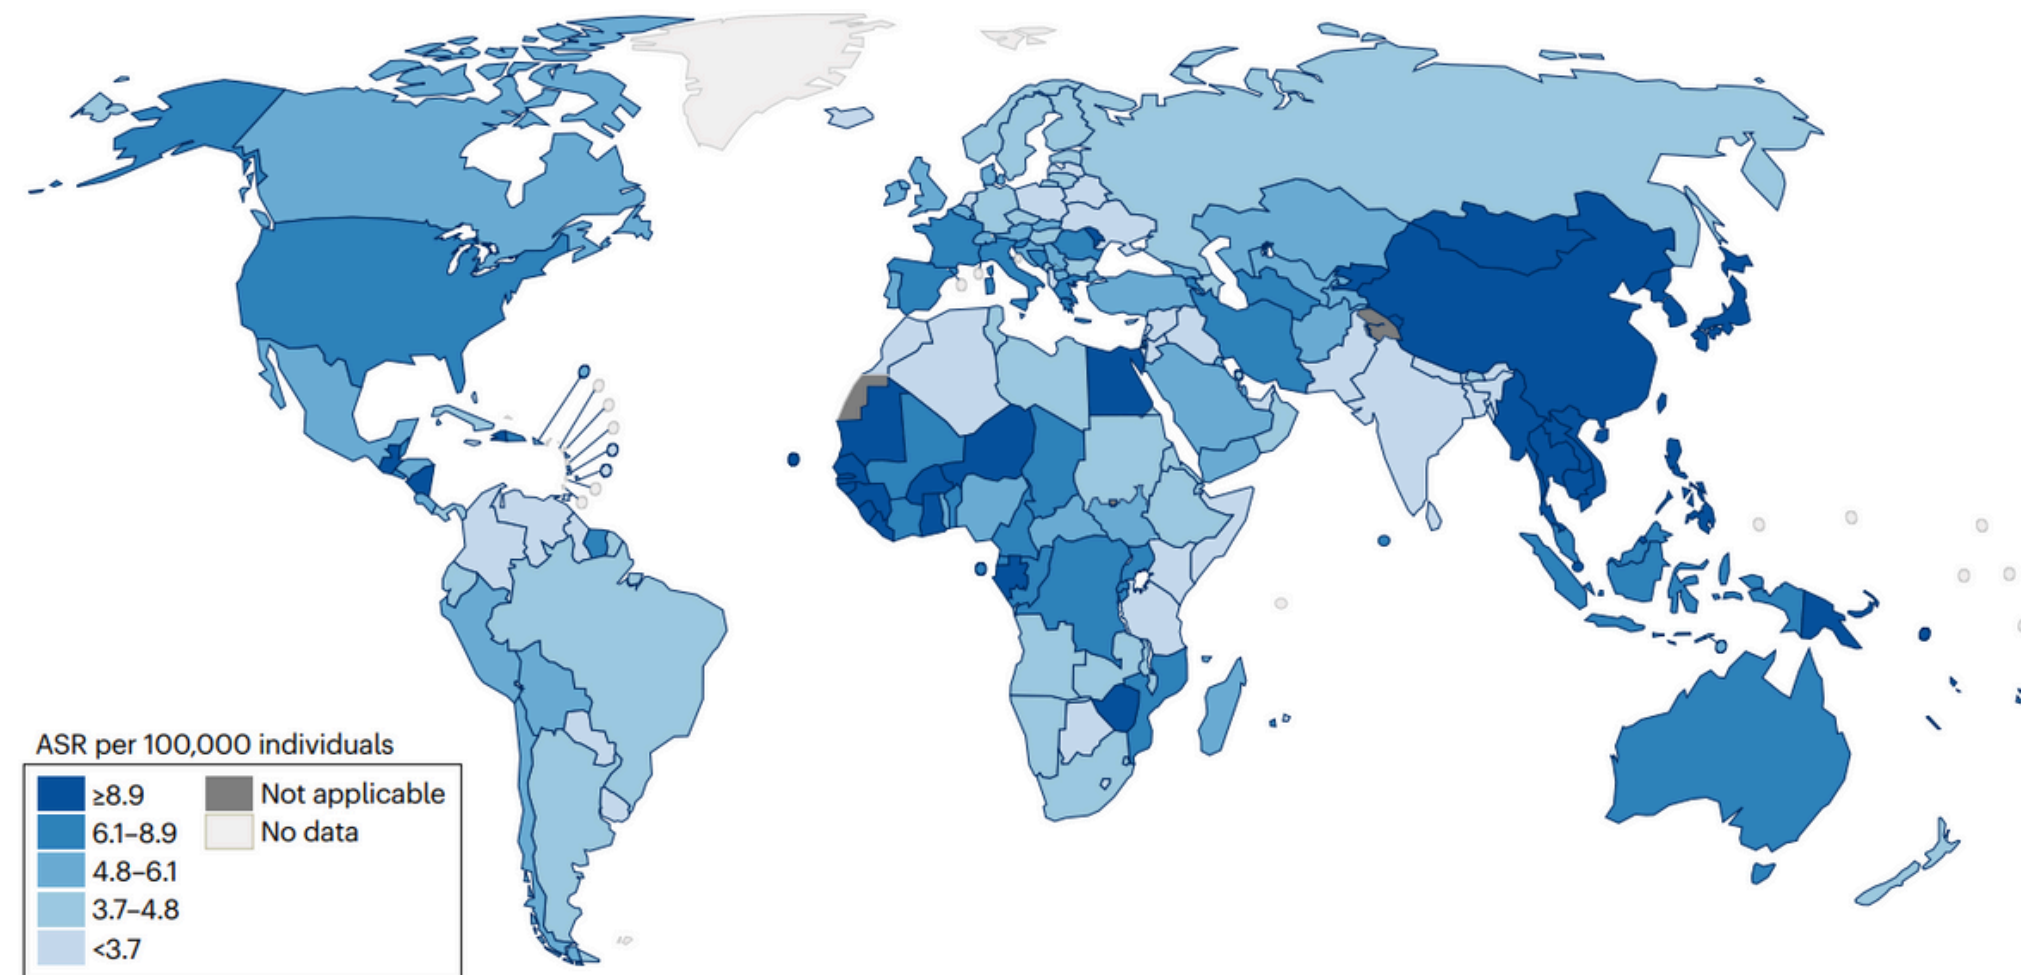 ASR per 100,000 individuals
≥8.9
Not applicable
6.1–8.9
No data
4.8–6.1
3.7–4.8
<3.7